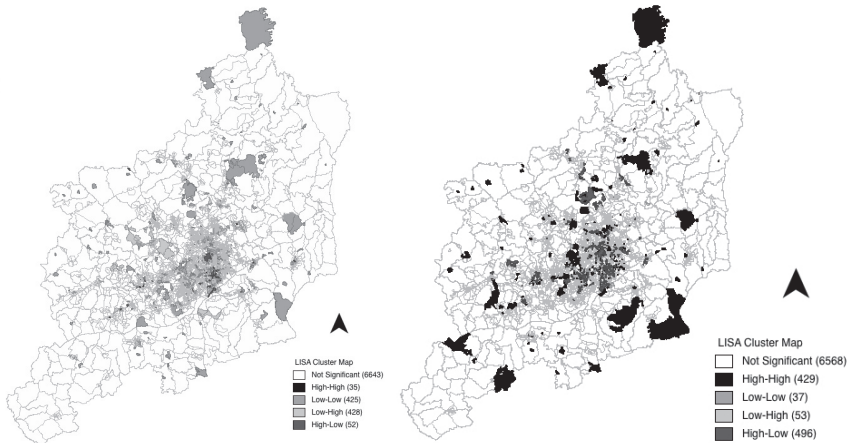 LISA Cluster Map
Not Significant (6643)
High-High (35)
Low-Low (425)
Low-High (428)
High-Low (52)
LISA Cluster Map
Not Significant (6568)
High-High (429)
Low-Low (37)
Low-High (53)
High-Low (496)